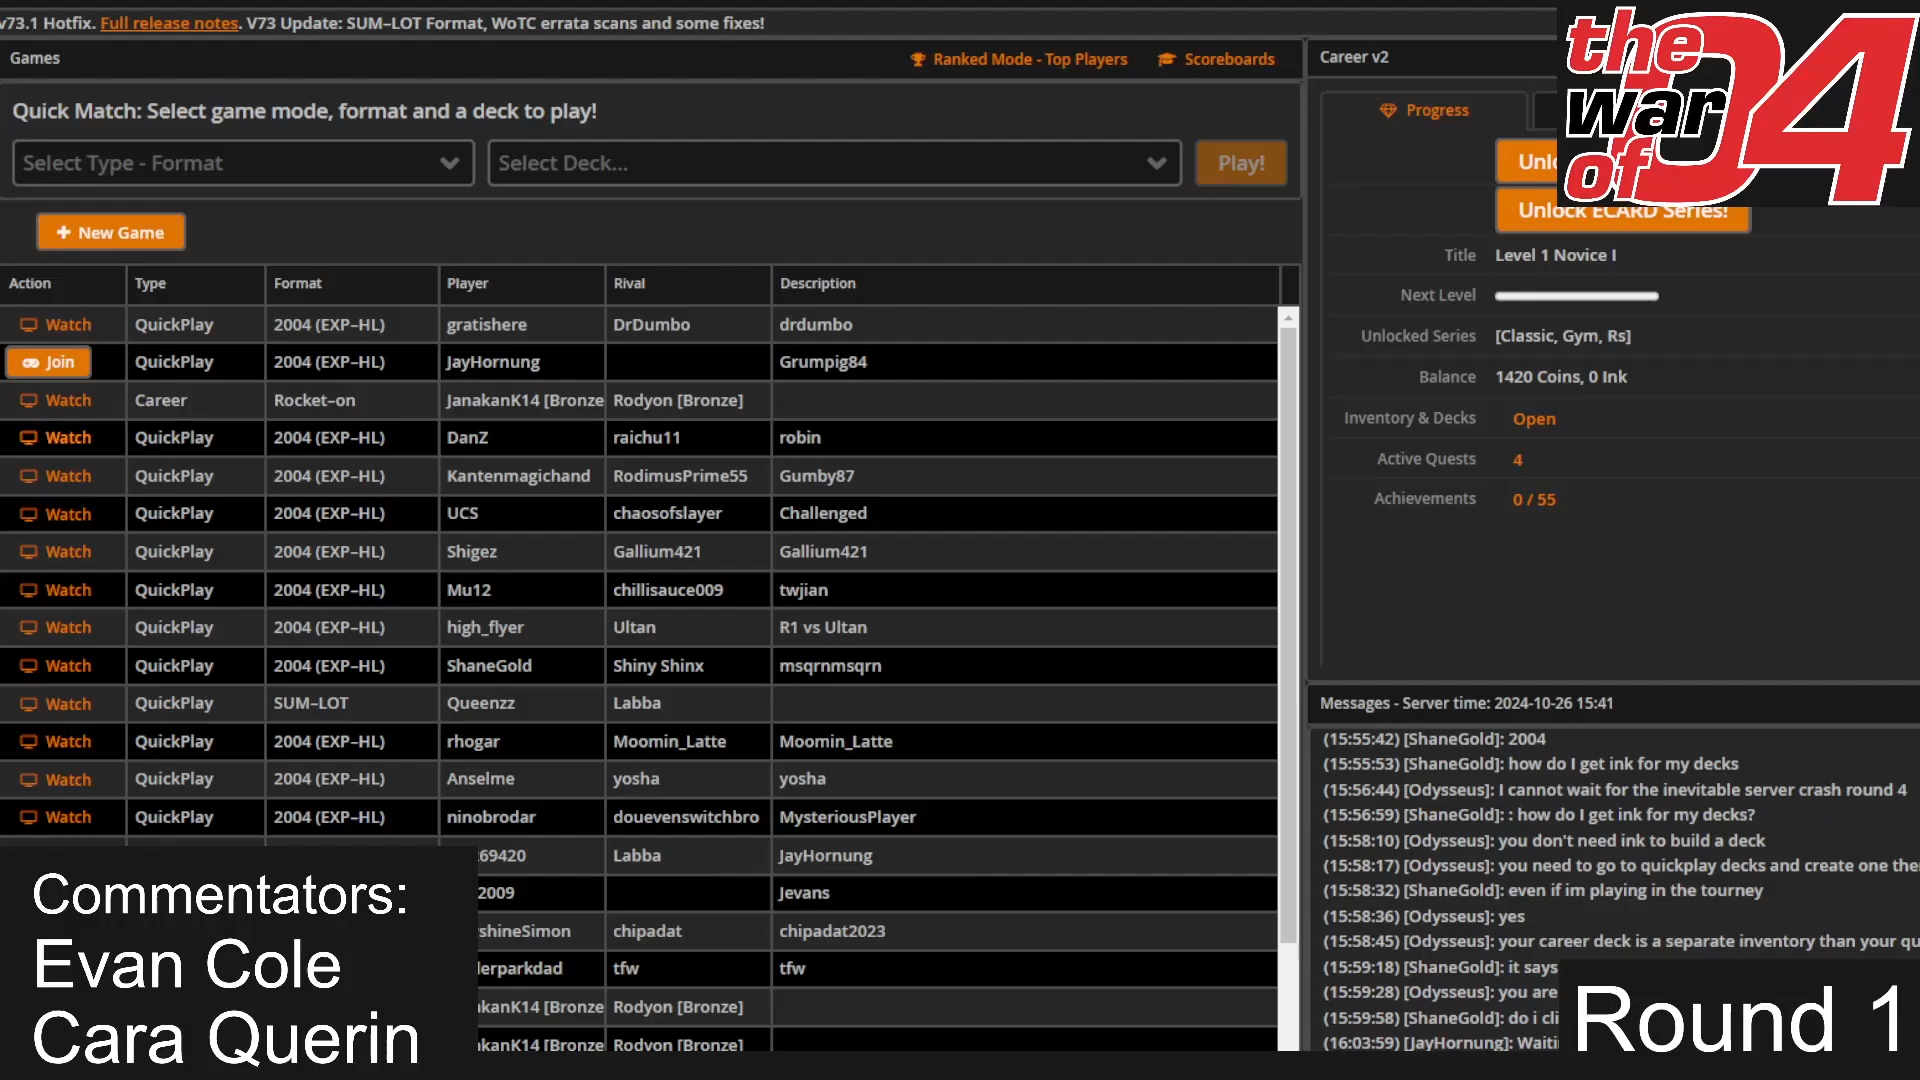 v73.1 Hotfix. Full release notes. V73 Update: SUM-LOT Format, WoTC errata scans and some fixes!
Games
Ranked Mode - Top Players
Scoreboards
Career v2
the war of 04
Quick Match: Select game mode, format and a deck to play!
Progress
Select Type - Format
Select Deck...
Play!
Unlock ECARD Series!
+ New Game
Title Level 1 Novice I
Next Level
Unlocked Series [Classic, Gym, Rs]
Balance 1420 Coins, 0 Ink
Inventory & Decks Open
Active Quests 4
Achievements 0 / 55
Action Type Format Player Rival Description
Watch QuickPlay 2004 (EXP-HL) gratishere DrDumbo drdumbo
Join QuickPlay 2004 (EXP-HL) JayHornung Grumpig84
Watch Career Rocket-on JanakanK14 [Bronze Rodyon [Bronze]
Watch QuickPlay 2004 (EXP-HL) DanZ raichu11 robin
Watch QuickPlay 2004 (EXP-HL) Kantenmagichand RodimusPrime55 Gumby87
Watch QuickPlay 2004 (EXP-HL) UCS chaosofslayer Challenged
Watch QuickPlay 2004 (EXP-HL) Shigez Gallium421 Gallium421
Watch QuickPlay 2004 (EXP-HL) Mu12 chillisauce009 twjian
Watch QuickPlay 2004 (EXP-HL) high_flyer Ultan R1 vs Ultan
Watch QuickPlay 2004 (EXP-HL) ShaneGold Shiny Shinx msqrnmsqrn
Watch QuickPlay SUM-LOT Queenzz Labba
Watch QuickPlay 2004 (EXP-HL) rhogar Moomin_Latte Moomin_Latte
Watch QuickPlay 2004 (EXP-HL) Anselme yosha yosha
Watch QuickPlay 2004 (EXP-HL) ninobrodar douevenswitchbro MysteriousPlayer
69420 Labba JayHornung
2009 Jevans
shineSimon chipadat chipadat2023
lerparkdad tfw tfw
akanK14 [Bronze Rodyon [Bronze]
akanK14 [Bronze Rodyon [Bronze]
Messages - Server time: 2024-10-26 15:41
(15:55:42) [ShaneGold]: 2004
(15:55:53) [ShaneGold]: how do I get ink for my decks
(15:56:44) [Odysseus]: I cannot wait for the inevitable server crash round 4
(15:56:59) [ShaneGold]: : how do I get ink for my decks?
(15:58:10) [Odysseus]: you don't need ink to build a deck
(15:58:17) [Odysseus]: you need to go to quickplay decks and create one the
(15:58:32) [ShaneGold]: even if im playing in the tourney
(15:58:36) [Odysseus]: yes
(15:58:45) [Odysseus]: your career deck is a separate inventory than your qu
(15:59:18) [ShaneGold]: it says
(15:59:28) [Odysseus]: you are
(15:59:58) [ShaneGold]: do i cli
(16:03:59) [JayHornung]: Waiti
Commentators:
Evan Cole
Cara Querin
Round 1